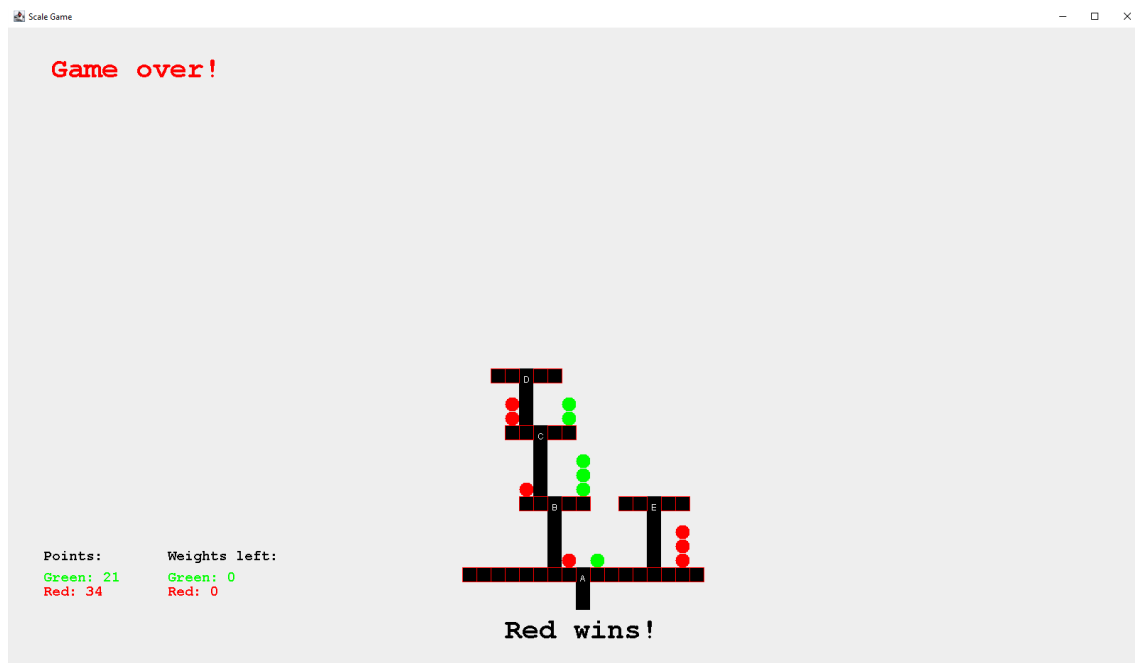 Scale Game
Game over!
D
C
B
E
Points:
Weights left:
Green: 21
Green: 0
Red: 34
Red: 0
A
Red wins!